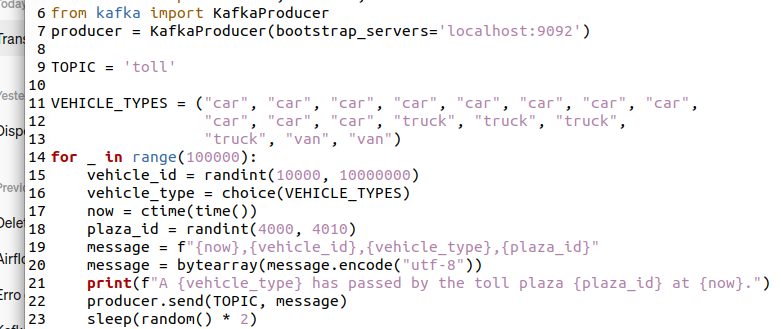 oday
Trans
Yeste
Disp
Previ
Delet
Airflo
Erro
6 from kafka import KafkaProducer
7 producer = KafkaProducer(bootstrap_servers='localhost:9092')
8
9 TOPIC = 'toll'
10
11 VEHICLE_TYPES = ("car", "car", "car", "car", "car", "car", "car", "car",
12                  "car", "car", "car", "truck", "truck", "truck",
13                  "truck", "van", "van")
14 for _ in range(100000):
15     vehicle_id = randint(10000, 10000000)
16     vehicle_type = choice(VEHICLE_TYPES)
17     now = ctime(time())
18     plaza_id = randint(4000, 4010)
19     message = f"{now},{vehicle_id},{vehicle_type},{plaza_id}"
20     message = bytearray(message.encode("utf-8"))
21     print(f"A {vehicle_type} has passed by the toll plaza {plaza_id} at {now}.")
22     producer.send(TOPIC, message)
23     sleep(random() * 2)